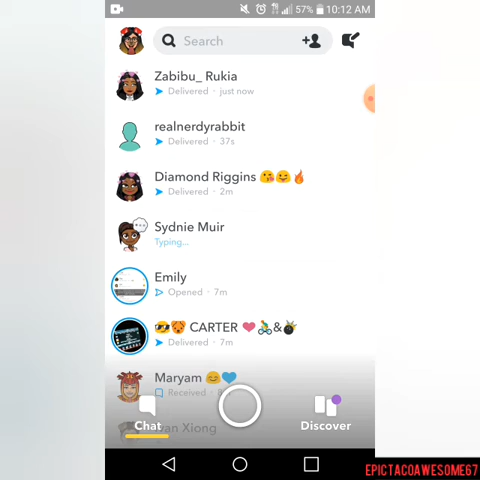 57% 10:12 AM
Search
Zabibu_ Rukia
Delivered · just now
realnerdyrabbit
Delivered · 37s
Diamond Riggins 😘😜🔥
Delivered · 2m
Sydnie Muir
Typing...
Emily
Opened · 7m
😎🐯 CARTER ❤️🚴&💣
Delivered · 7m
Maryam 😊💙
Received ·
Chat
Xiong
Discover
EPICTACOAWESOME67